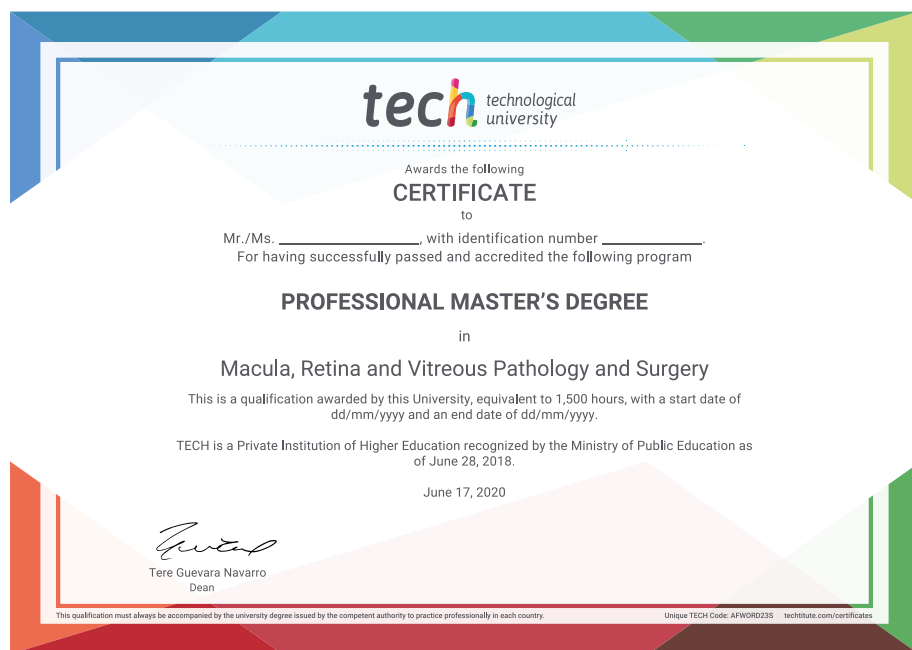 tech technological
university
Awards the following
CERTIFICATE
to
Mr./Ms. ____________________, with identification number ______________.
For having successfully passed and accredited the following program
PROFESSIONAL MASTER'S DEGREE
in
Macula, Retina and Vitreous Pathology and Surgery
This is a qualification awarded by this University, equivalent to 1,500 hours, with a start date of
dd/mm/yyyy and an end date of dd/mm/yyyy.
TECH is a Private Institution of Higher Education recognized by the Ministry of Public Education as
of June 28, 2018.
June 17, 2020
Tere Guevara Navarro
Dean
This qualification must always be accompanied by the university degree issued by the competent authority to practice professionally in each country.
Unique TECH Code: AFWORD23S techtitute.com/certificates